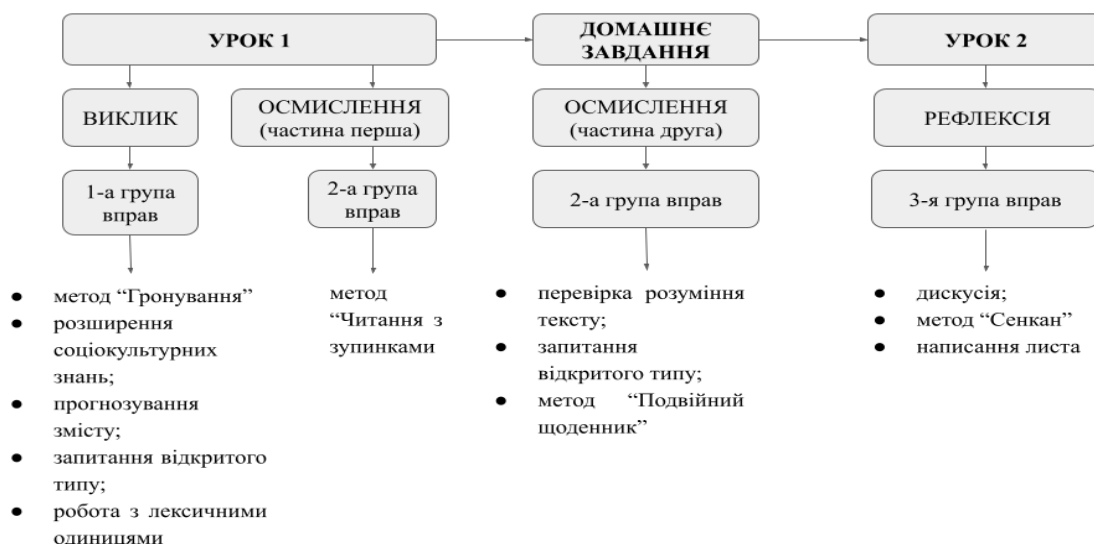 УРОК 1
ДОМАШНЄ
ЗАВДАННЯ
УРОК 2
ВИКЛИК
ОСМИСЛЕННЯ
(частина перша)
ОСМИСЛЕННЯ
(частина друга)
РЕФЛЕКСІЯ
1-а група
вправ
2-а група
вправ
2-а група вправ
3-я група вправ
● метод “Гронування”
● розширення
соціокультурних
знань;
● прогнозування
змісту;
● запитання відкритого
типу;
● робота з лексичними
одиницями
метод
“Читання з
зупинками
● перевірка розуміння
тексту;
● запитання
відкритого типу;
● метод “Подвійний
щоденник”
● дискусія;
● метод “Сенкан”
● написання листа